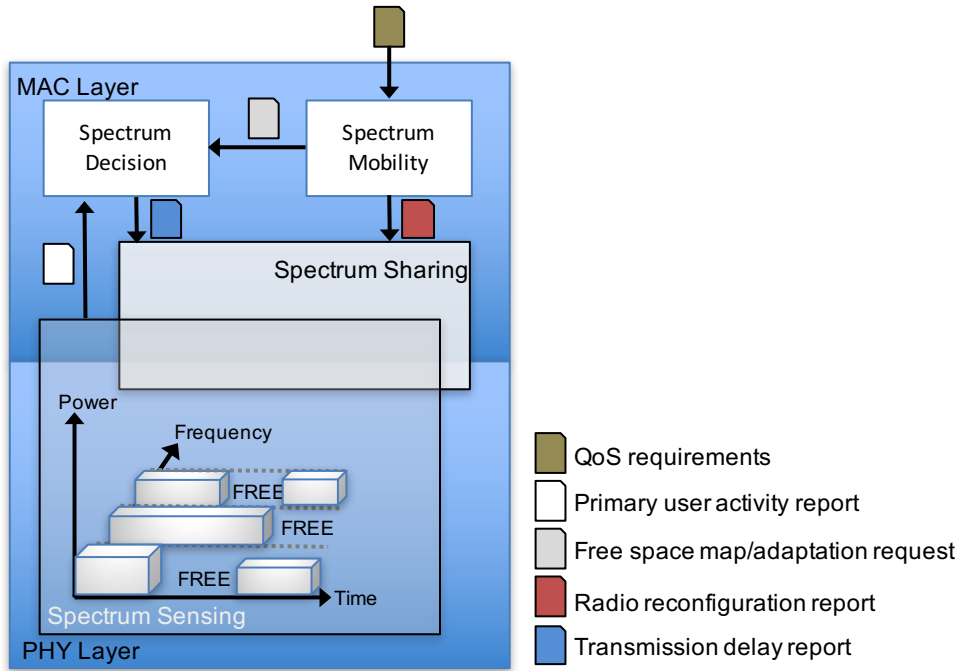 MAC Layer
Spectrum
Decision
Spectrum
Mobility
Spectrum Sharing
Power
Frequency
FREE
FREE
FREE
Time
Spectrum Sensing
PHY Layer
QoS requirements
Primary user activity report
Free space map/adaptation request
Radio reconfiguration report
Transmission delay report